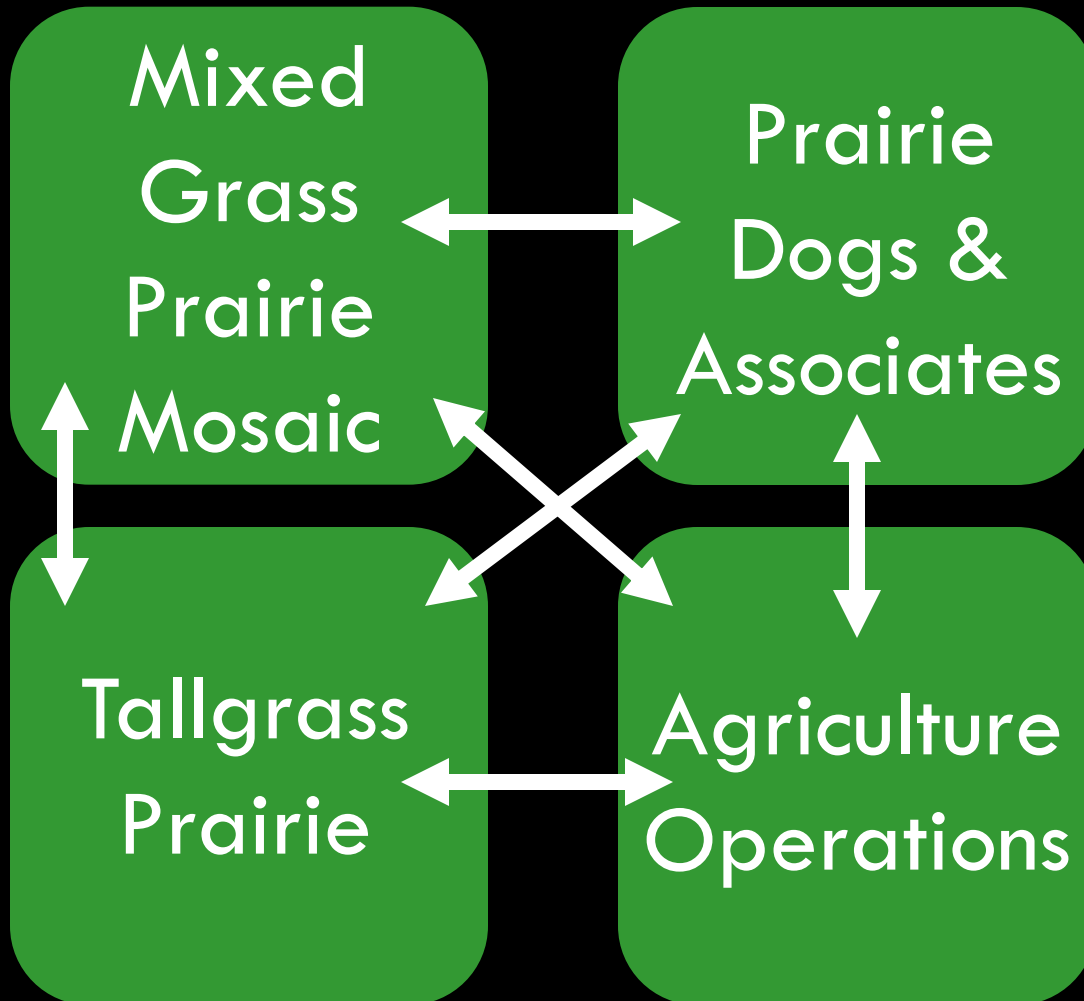 Mixed
Grass
Prairie
Mosaic
Prairie
Dogs &
Associates
Tallgrass
Prairie
Agriculture
Operations